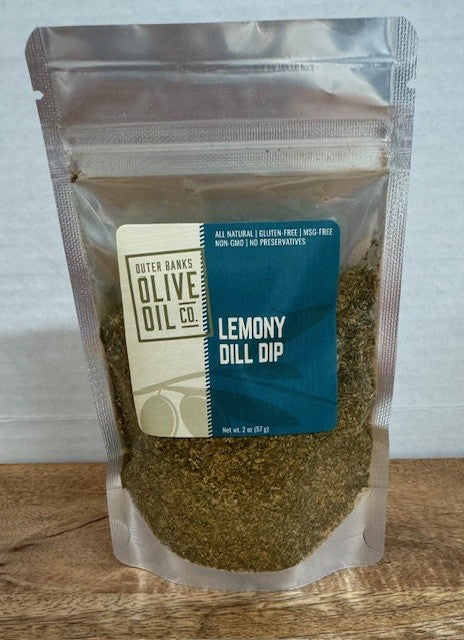 OUTER BANKS
OLIVE
OIL CO.
ALL NATURAL | GLUTEN-FREE | MSG-FREE
NON-GMO | NO PRESERVATIVES
LEMONY
DILL DIP
Net wt. 2 oz (57 g)